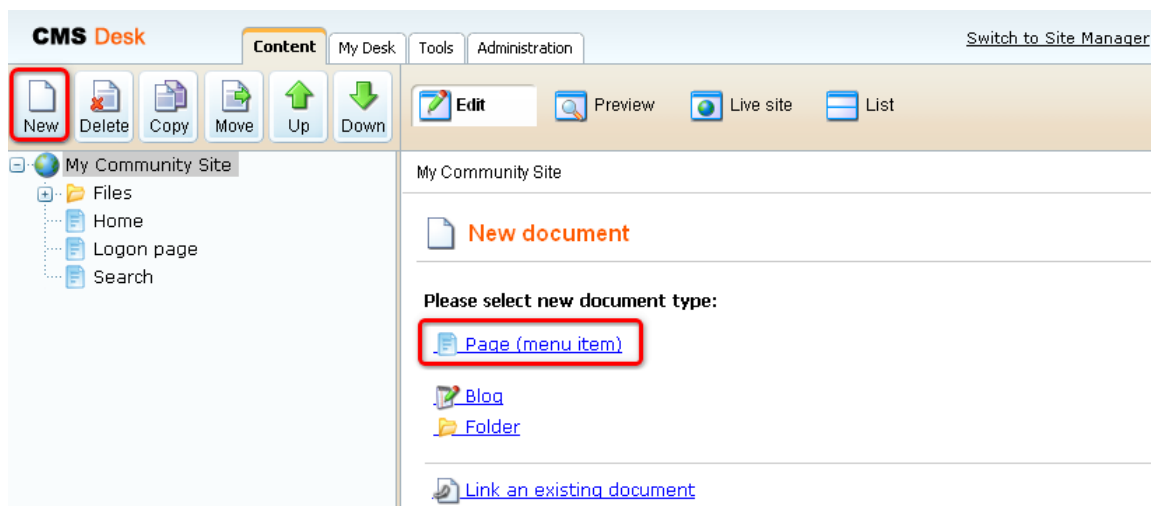 CMS Desk
Content My Desk Tools Administration
Switch to Site Manager
New Delete Copy Move Up Down
Edit Preview Live site List
My Community Site
Files
Home
Logon page
Search
My Community Site
New document
Please select new document type:
Page (menu item)
Blog
Folder
Link an existing document